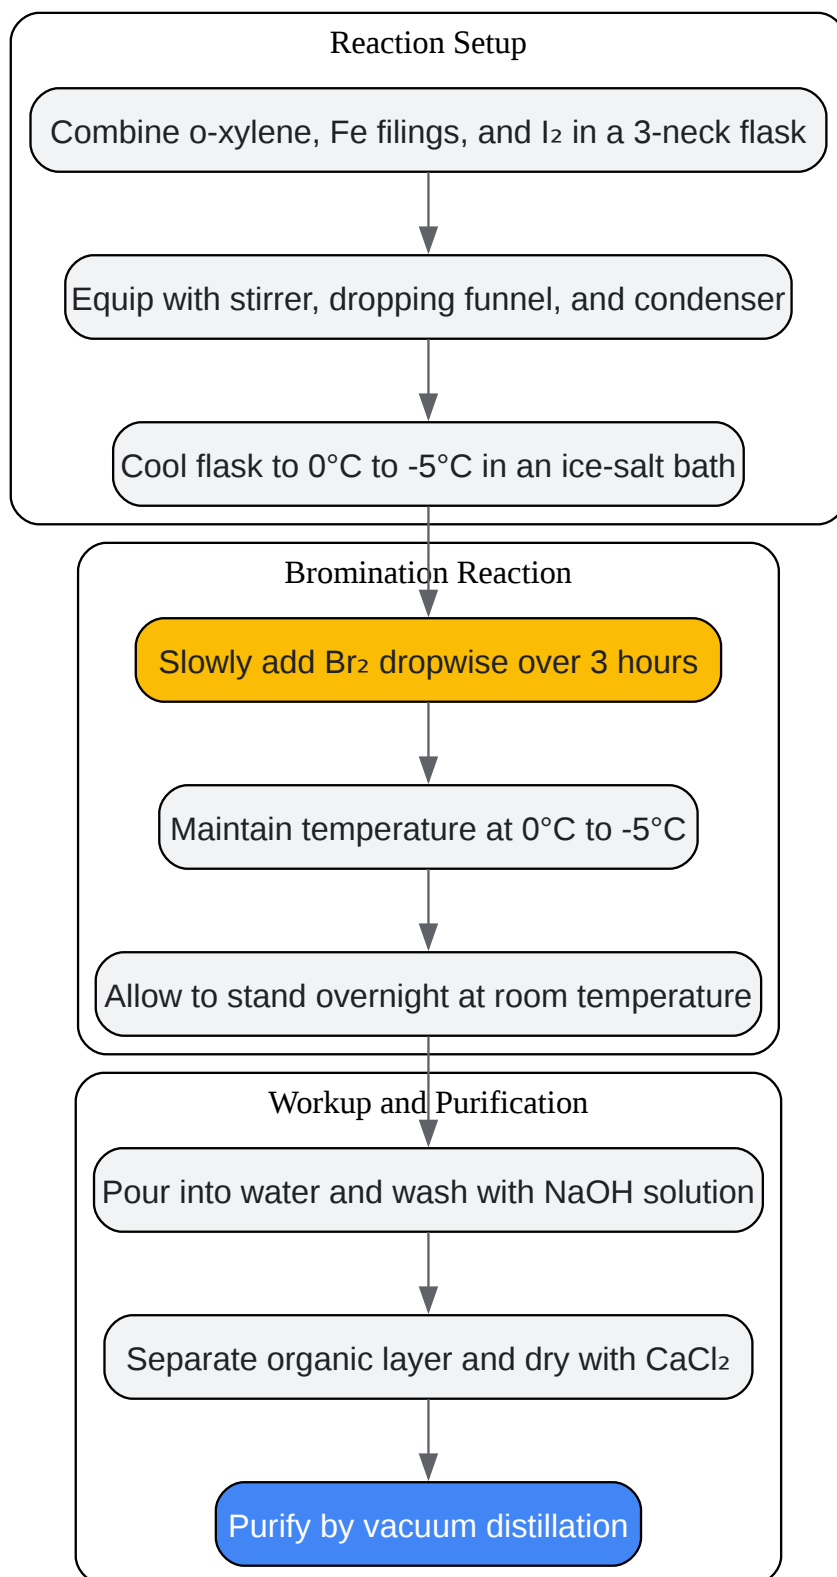 Reaction Setup
Combine o-xylene, Fe filings, and I₂ in a 3-neck flask
Equip with stirrer, dropping funnel, and condenser
Cool flask to 0°C to -5°C in an ice-salt bath
Bromination Reaction
Slowly add Br₂ dropwise over 3 hours
Maintain temperature at 0°C to -5°C
Allow to stand overnight at room temperature
Workup and Purification
Pour into water and wash with NaOH solution
Separate organic layer and dry with CaCl₂
Purify by vacuum distillation